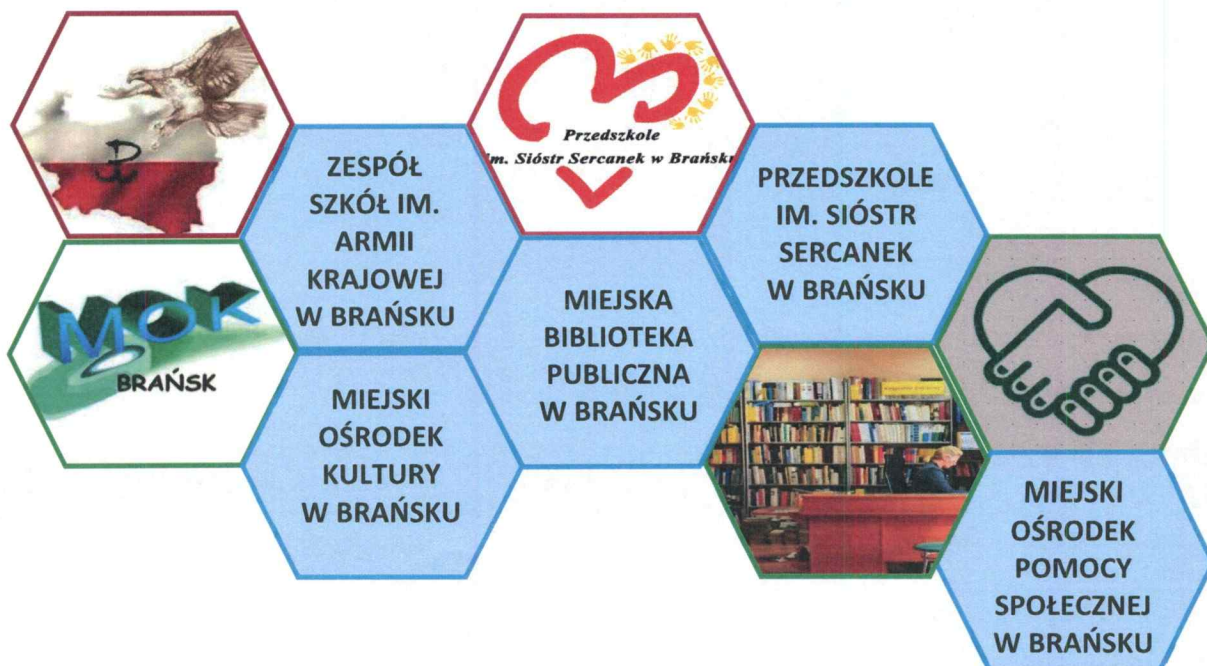 Przedszkole
im. Sióstr Sercanek w Brańsku
ZESPÓŁ
SZKÓŁ IM.
ARMII
KRAJOWEJ
W BRAŃSKU
PRZEDSZKOLE
IM. SIÓSTR
SERCANEK
W BRAŃSKU
MOK
BRAŃSK
MIEJSKA
BIBLIOTEKA
PUBLICZNA
W BRAŃSKU
MIEJSKI
OŚRODEK
KULTURY
W BRAŃSKU
MIEJSKI
OŚRODEK
POMOCY
SPOŁECZNEJ
W BRAŃSKU